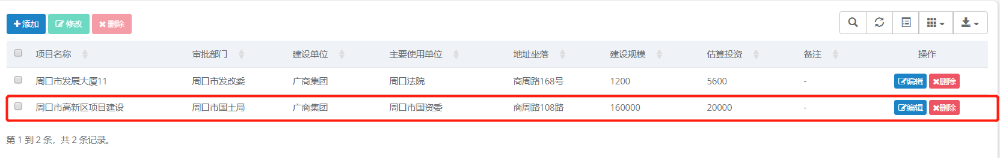 添加 修改 删除
项目名称 审批部门 建设单位 主要使用单位 地址坐落 建设规模 估算投资 备注 操作
周口市发展大厦11 周口市发改委 广商集团 周口法院 商周路168号 1200 5600 - 编辑 删除
周口市高新区项目建设 周口市国土局 广商集团 周口市国资委 商周路108路 160000 20000 - 编辑 删除
第 1 到 2 条，共 2 条记录。